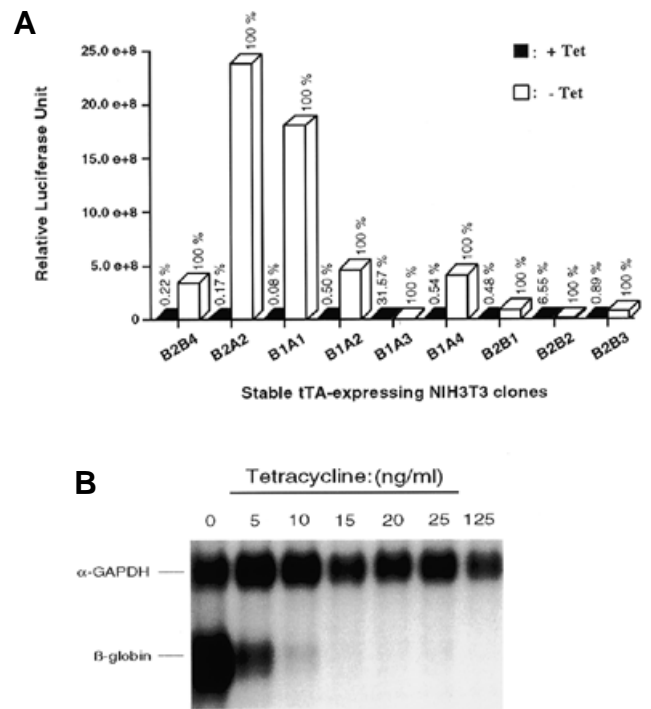 A
Relative Luciferase Unit
25.0 e+8
20.0 e+8
15.0 e+8
10.0 e+8
5.0 e+8
0
■: + Tet
□: - Tet
0.22 %
100 %
0.17 %
100 %
0.08 %
100 %
0.50 %
100 %
31.57 %
100 %
0.54 %
100 %
0.48 %
100 %
6.55 %
100 %
0.89 %
100 %
B2B4
B2A2
B1A1
B1A2
B1A3
B1A4
B2B1
B2B2
B2B3
Stable tTA-expressing NIH3T3 clones
B
Tetracycline:(ng/ml)
0 5 10 15 20 25 125
α-GAPDH
ß-globin